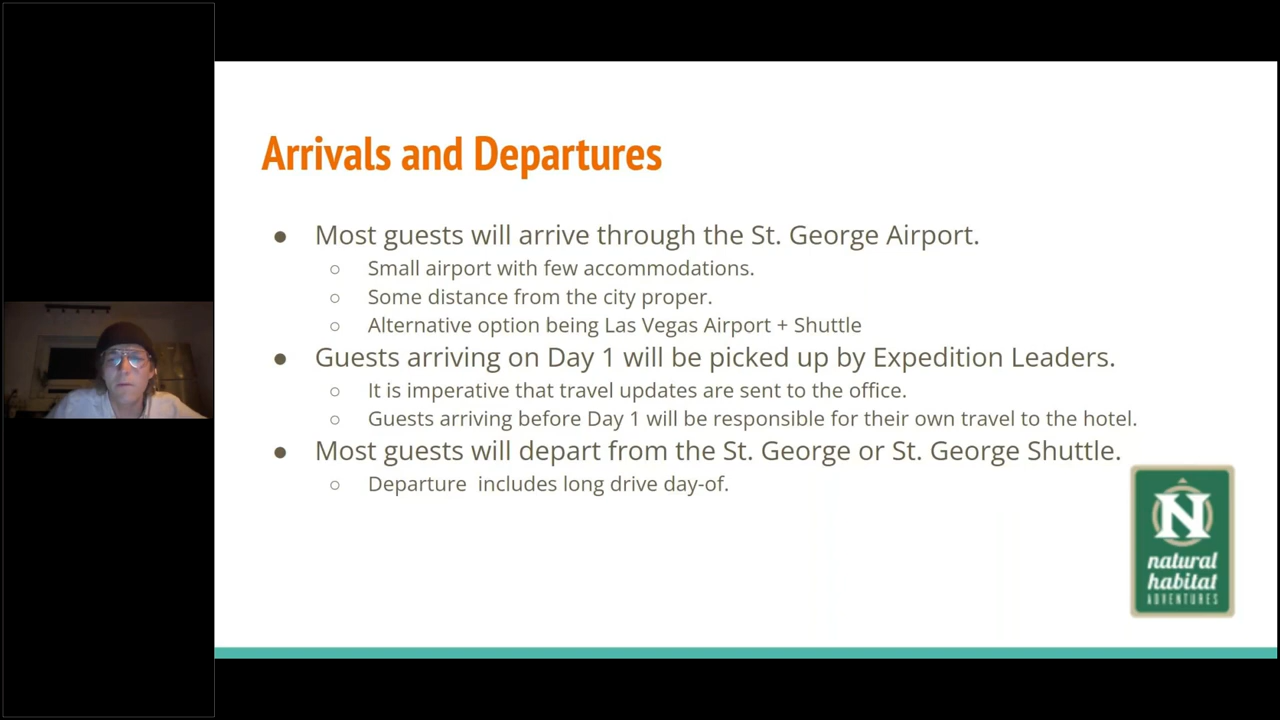 Arrivals and Departures
● Most guests will arrive through the St. George Airport.
○ Small airport with few accommodations.
○ Some distance from the city proper.
○ Alternative option being Las Vegas Airport + Shuttle
● Guests arriving on Day 1 will be picked up by Expedition Leaders.
○ It is imperative that travel updates are sent to the office.
○ Guests arriving before Day 1 will be responsible for their own travel to the hotel.
● Most guests will depart from the St. George or St. George Shuttle.
○ Departure  includes long drive day-of.
N
natural
habitat
ADVENTURES